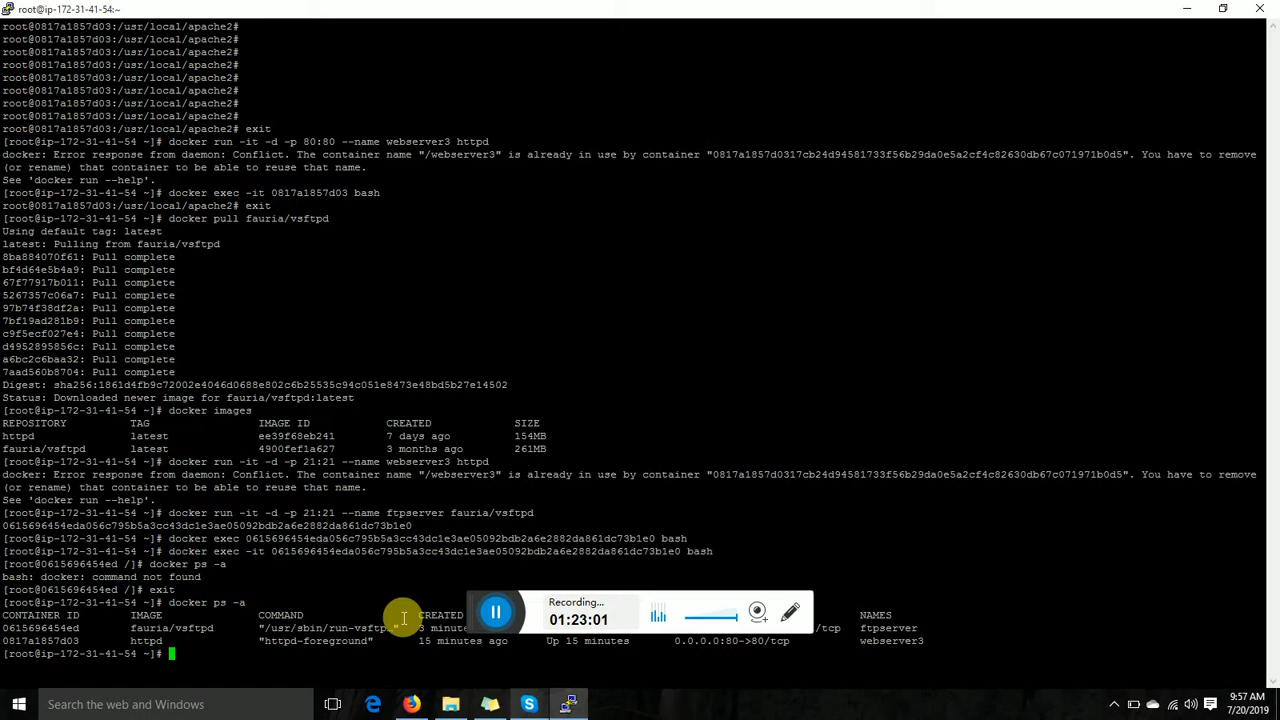 root@ip-172-31-41-54:~
root@0817a1857d03:/usr/local/apache2#
root@0817a1857d03:/usr/local/apache2#
root@0817a1857d03:/usr/local/apache2#
root@0817a1857d03:/usr/local/apache2#
root@0817a1857d03:/usr/local/apache2#
root@0817a1857d03:/usr/local/apache2#
root@0817a1857d03:/usr/local/apache2#
root@0817a1857d03:/usr/local/apache2#
root@0817a1857d03:/usr/local/apache2# exit
[root@ip-172-31-41-54 ~]# docker run -it -d -p 80:80 --name webserver3 httpd
docker: Error response from daemon: Conflict. The container name "/webserver3" is already in use by container "0817a1857d0317cb24d94581733f56b29da0e5a2cf4c82630db67c071971b0d5". You have to remove
(or rename) that container to be able to reuse that name.
See 'docker run --help'.
[root@ip-172-31-41-54 ~]# docker exec -it 0817a1857d03 bash
root@0817a1857d03:/usr/local/apache2# exit
[root@ip-172-31-41-54 ~]# docker pull fauria/vsftpd
Using default tag: latest
latest: Pulling from fauria/vsftpd
8ba884070f61: Pull complete
bf4d64e5b4a9: Pull complete
67f77917b011: Pull complete
5267357c06a7: Pull complete
97b74f38df2a: Pull complete
7bf19ad281b9: Pull complete
c9f5ecf027e4: Pull complete
d4952895856c: Pull complete
a6bc2c6baa32: Pull complete
7aad560b8704: Pull complete
Digest: sha256:1861d4fb9c72002e4046d0688e802c6b25535c94c051e8473e48bd5b27e14502
Status: Downloaded newer image for fauria/vsftpd:latest
[root@ip-172-31-41-54 ~]# docker images
REPOSITORY TAG IMAGE ID CREATED SIZE
httpd latest ee39f68eb241 7 days ago 154MB
fauria/vsftpd latest 4900fef1a627 3 months ago 261MB
[root@ip-172-31-41-54 ~]# docker run -it -d -p 21:21 --name webserver3 httpd
docker: Error response from daemon: Conflict. The container name "/webserver3" is already in use by container "0817a1857d0317cb24d94581733f56b29da0e5a2cf4c82630db67c071971b0d5". You have to remove
(or rename) that container to be able to reuse that name.
See 'docker run --help'.
[root@ip-172-31-41-54 ~]# docker run -it -d -p 21:21 --name ftpserver fauria/vsftpd
0615696454eda056c795b5a3cc43dc1e3ae05092bdb2a6e2882da861dc73b1e0
[root@ip-172-31-41-54 ~]# docker exec 0615696454eda056c795b5a3cc43dc1e3ae05092bdb2a6e2882da861dc73b1e0 bash
[root@ip-172-31-41-54 ~]# docker exec -it 0615696454eda056c795b5a3cc43dc1e3ae05092bdb2a6e2882da861dc73b1e0 bash
[root@0615696454ed /]# docker ps -a
bash: docker: command not found
[root@0615696454ed /]# exit
[root@ip-172-31-41-54 ~]# docker ps -a
CONTAINER ID IMAGE COMMAND CREATED NAMES
0615696454ed fauria/vsftpd "/usr/sbin/run-vsftp…" 3 minut /tcp ftpserver
0817a1857d03 httpd "httpd-foreground" 15 minutes ago Up 15 minutes 0.0.0.0:80->80/tcp webserver3
[root@ip-172-31-41-54 ~]#
Recording...
01:23:01
Search the web and Windows
9:57 AM
7/20/2019